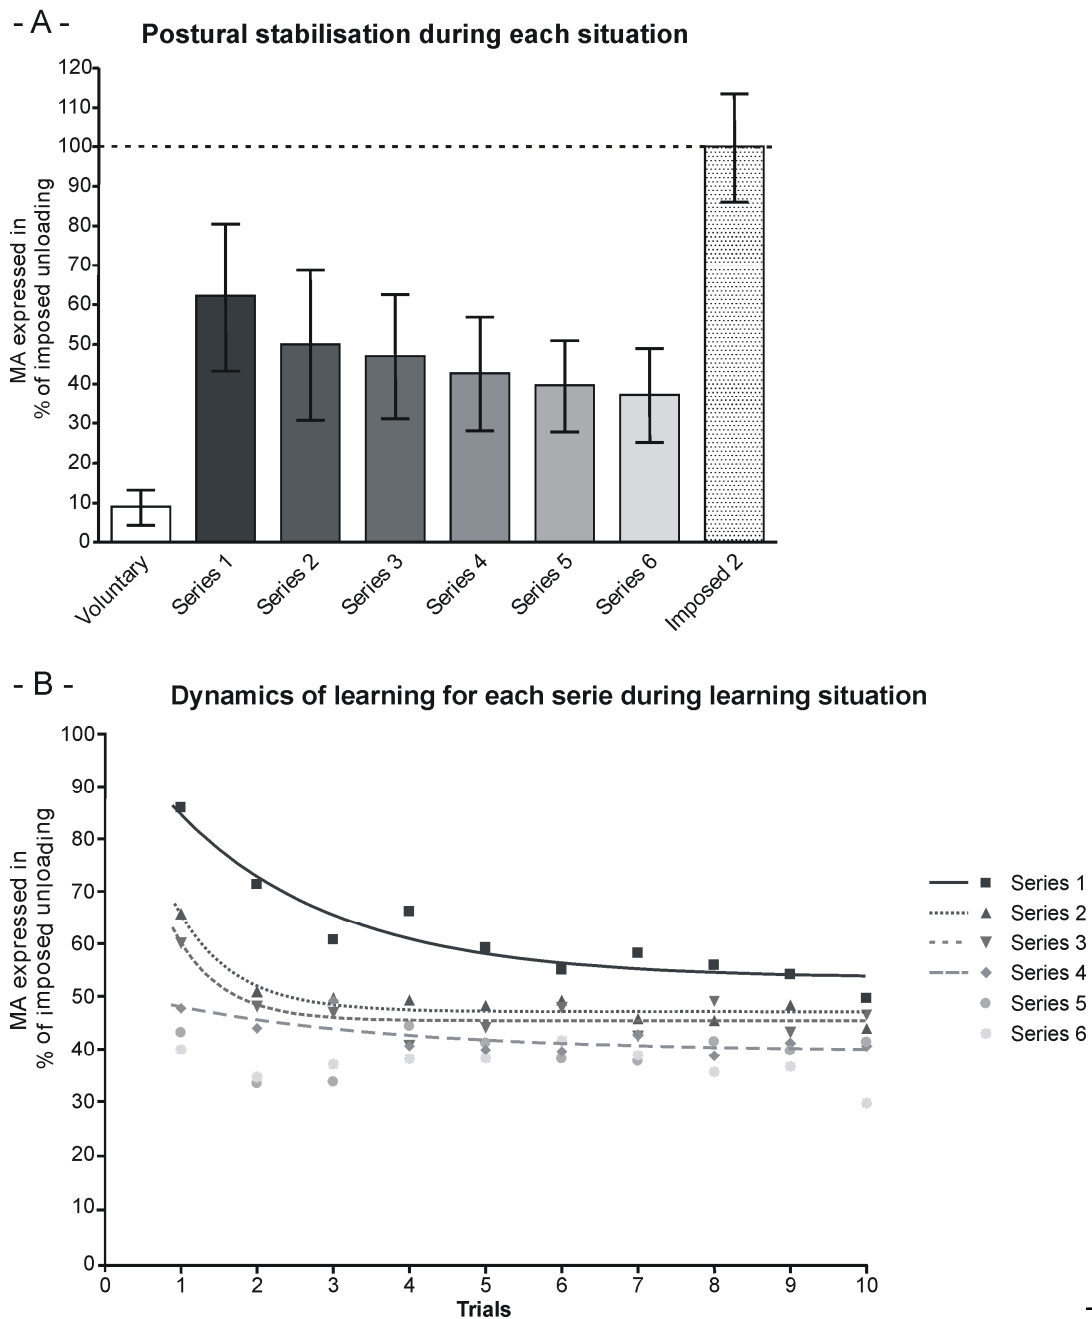 - A -
Postural stabilisation during each situation
MA expressed in
% of imposed unloading
120
110
100
90
80
70
60
50
40
30
20
10
0
Voluntary
Series 1
Series 2
Series 3
Series 4
Series 5
Series 6
Imposed 2
- B -
Dynamics of learning for each serie during learning situation
MA expressed in
% of imposed unloading
100
90
80
70
60
50
40
30
20
10
0
0 1 2 3 4 5 6 7 8 9 10
Trials
Series 1
Series 2
Series 3
Series 4
Series 5
Series 6